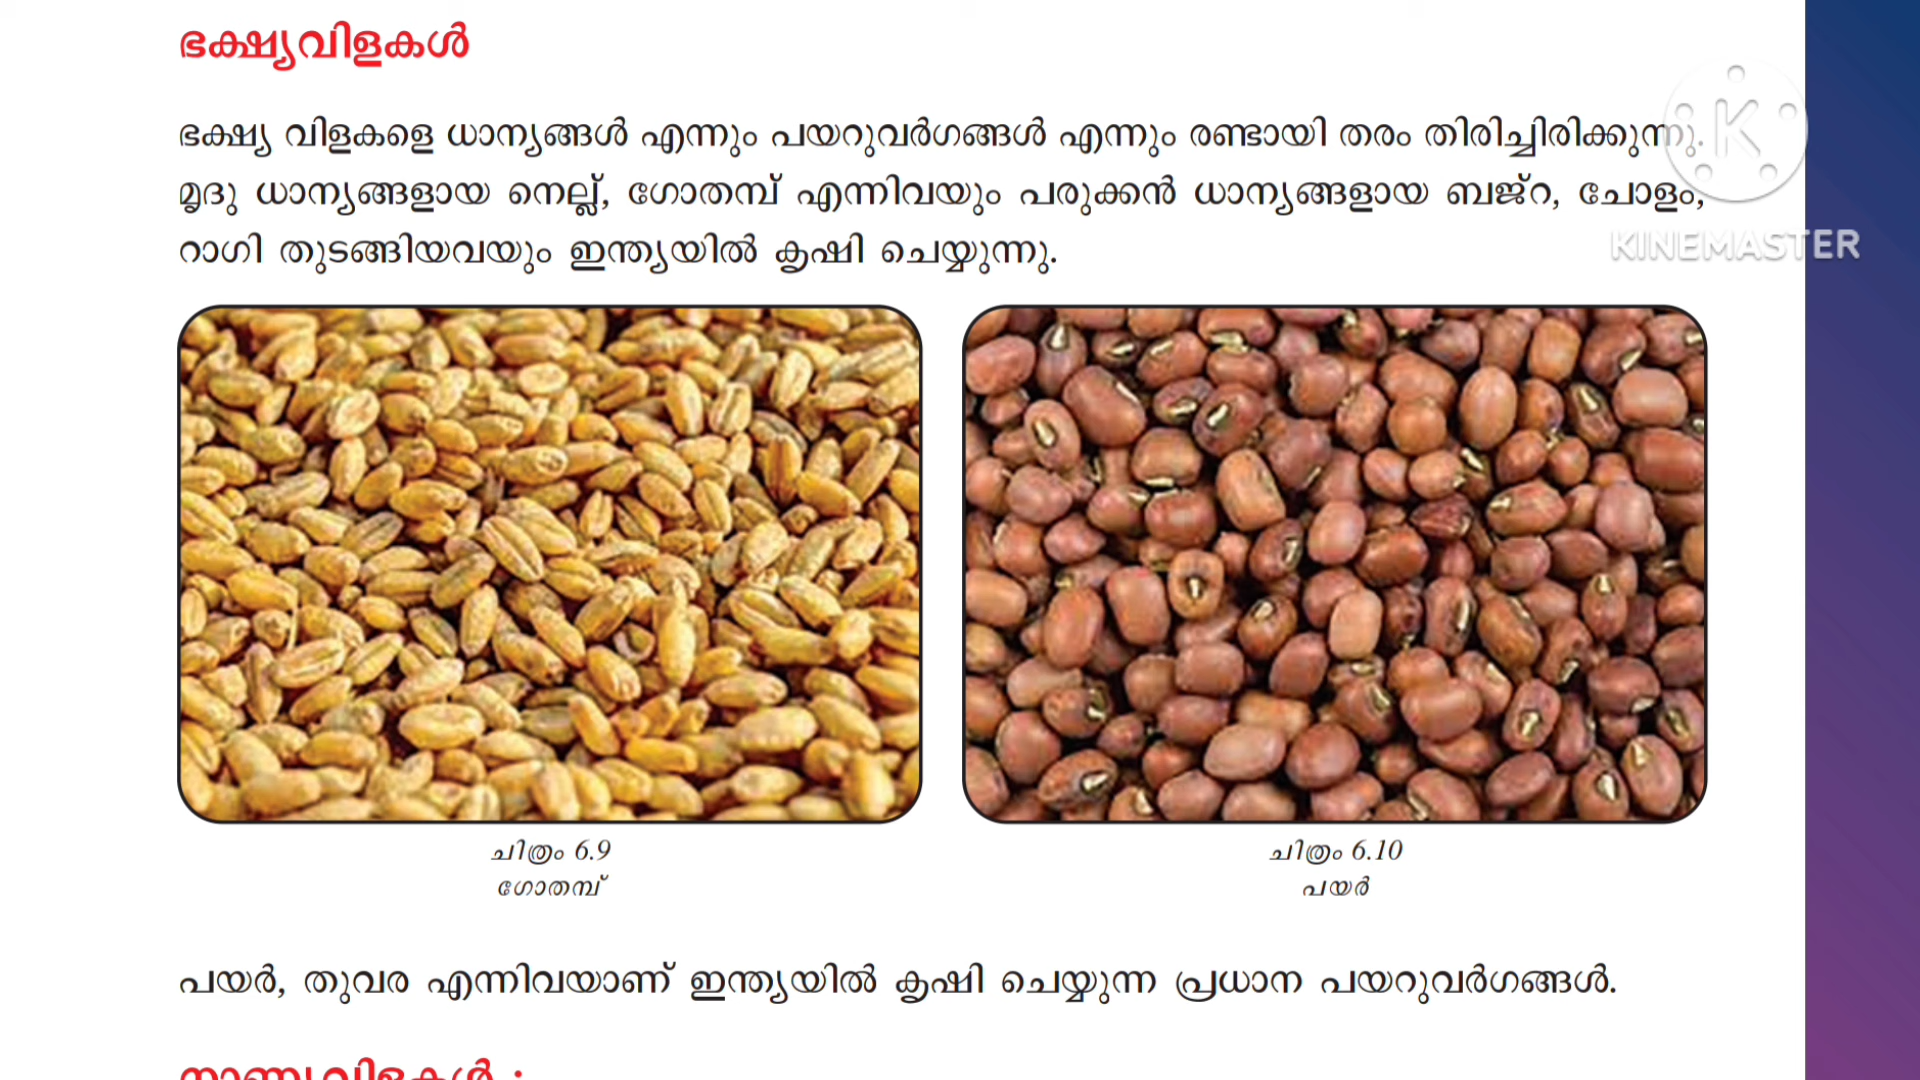 ഭക്ഷ്യവിളകൾ
ഭക്ഷ്യ വിളകളെ ധാന്യങ്ങൾ എന്നും പയറുവർഗങ്ങൾ എന്നും രണ്ടായി തരം തിരിച്ചിരിക്കുന്നു.
മൃദു ധാന്യങ്ങളായ നെല്ല്, ഗോതമ്പ് എന്നിവയും പരുക്കൻ ധാന്യങ്ങളായ ബജ്റ, ചോളം,
റാഗി തുടങ്ങിയവയും ഇന്ത്യയിൽ കൃഷി ചെയ്യുന്നു.
K
KINEMASTER
ചിത്രം 6.9
ഗോതമ്പ്
ചിത്രം 6.10
പയർ
പയർ, തുവര എന്നിവയാണ് ഇന്ത്യയിൽ കൃഷി ചെയ്യുന്ന പ്രധാന പയറുവർഗങ്ങൾ.
നാണ്യവിളകൾ :